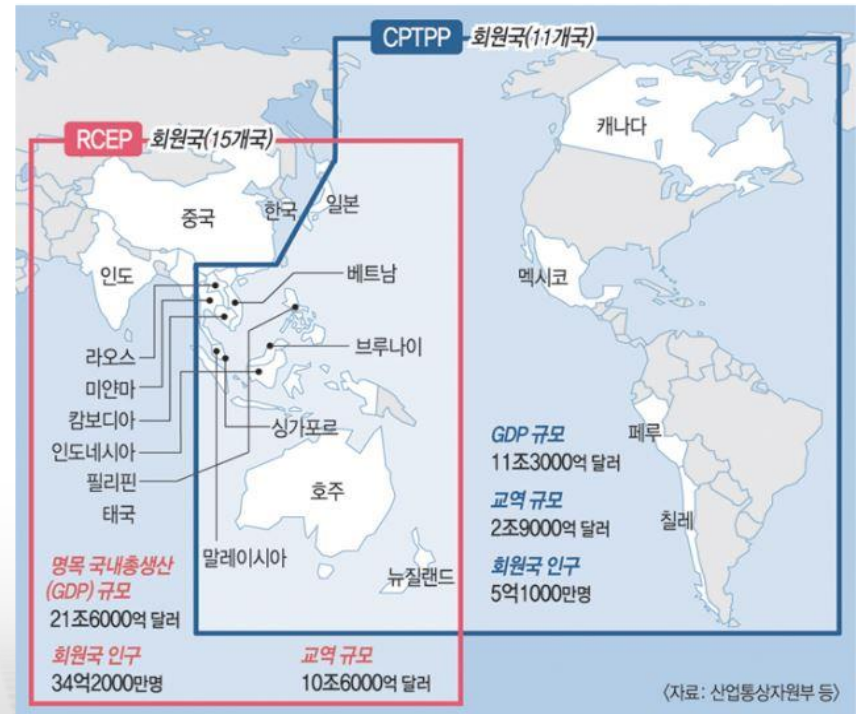 CPTPP 회원국(11개국)
RCEP 회원국(15개국)
캐나다
중국
한국
일본
인도
멕시코
베트남
라오스
브루나이
미얀마
캄보디아
싱가포르
인도네시아
필리핀
호주
태국
말레이시아
뉴질랜드
페루
칠레
GDP 규모
11조3000억 달러
교역 규모
2조9000억 달러
회원국 인구
5억1000만명
명목 국내총생산
(GDP) 규모
21조6000억 달러
회원국 인구
34억2000만명
교역 규모
10조6000억 달러
〈자료: 산업통상자원부 등〉